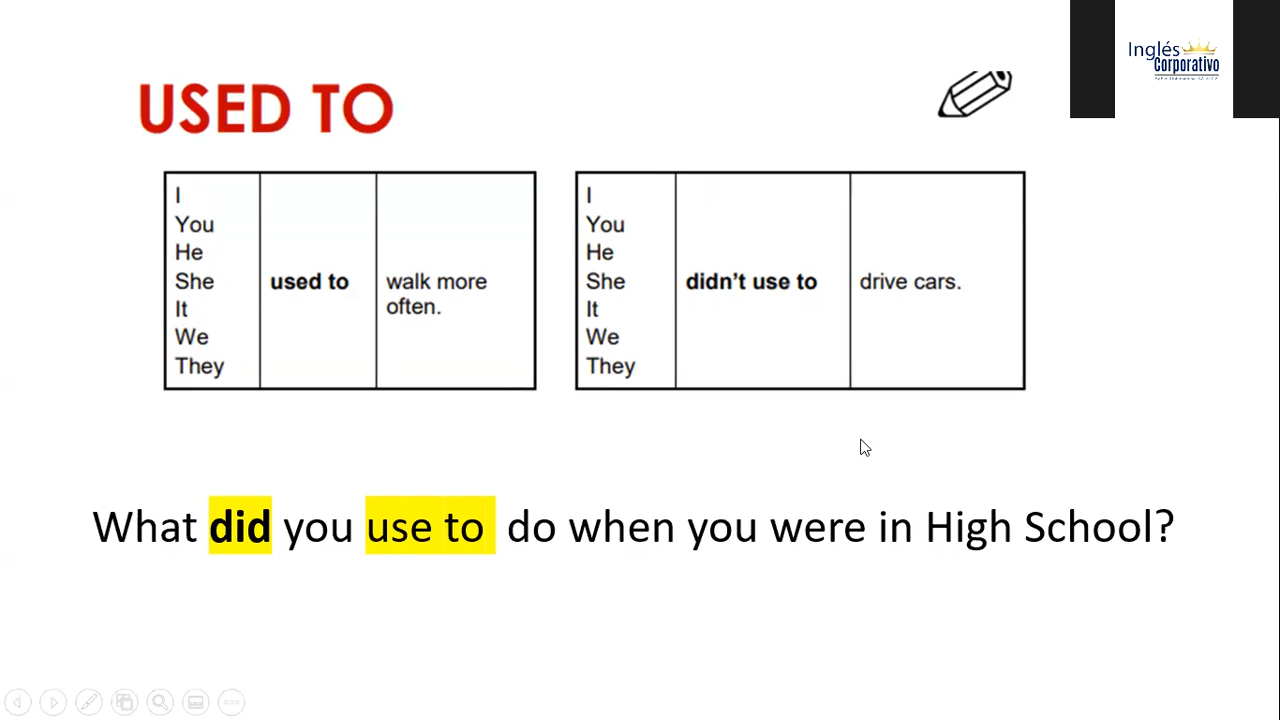 Inglés
Corporativo
USED TO
I
You
He
She
It
We
They
used to
walk more
often.
I
You
He
She
It
We
They
didn't use to
drive cars.
What did you use to do when you were in High School?